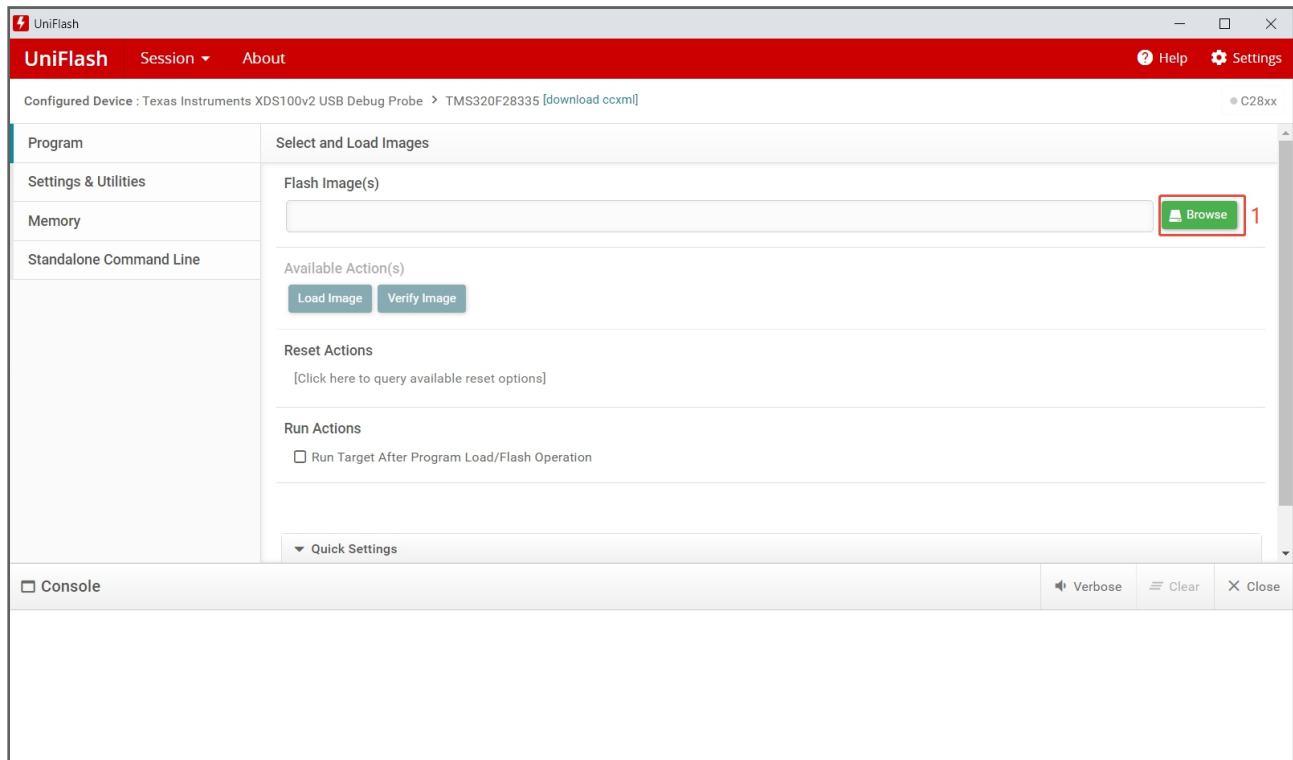 UniFlash
UniFlash Session About Help Settings
Configured Device : Texas Instruments XDS100v2 USB Debug Probe > TMS320F28335 [download ccxml] C28xx
Program
Settings & Utilities
Memory
Standalone Command Line
Select and Load Images
Flash Image(s)
Browse 1
Available Action(s)
Load Image Verify Image
Reset Actions
[Click here to query available reset options]
Run Actions
Run Target After Program Load/Flash Operation
Quick Settings
Console Verbose Clear Close